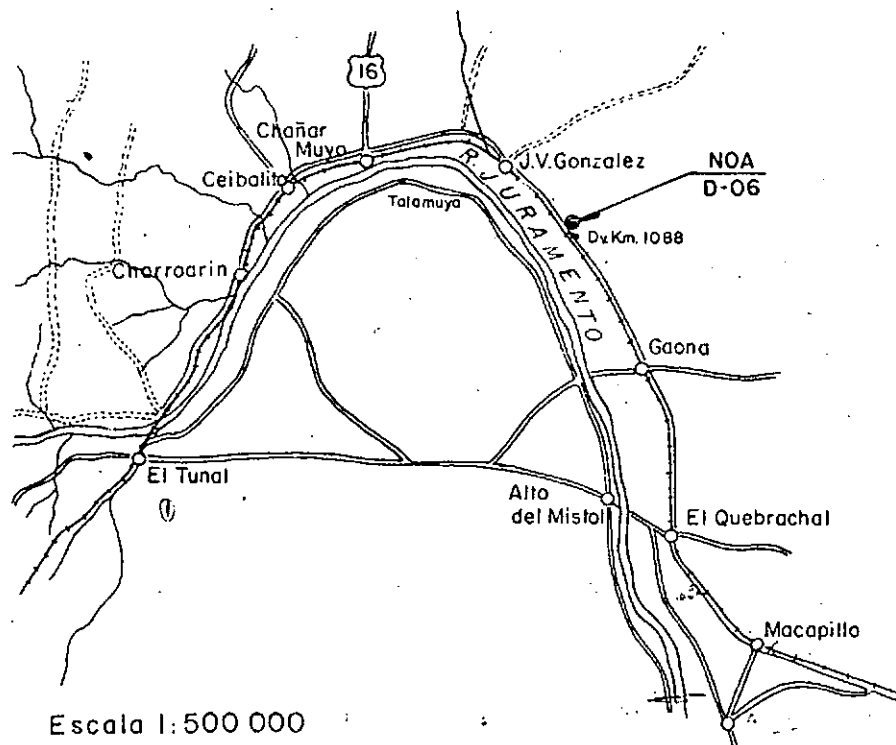 16
Chañar
Muyo
Ceibalito
J.V. Gonzalez
NOA
D-06
R. JURAMENTO
Talamuya
Dv. Km. 1088
Chorroarin
Gaona
El Tunal
Alto
del Mistol
El Quebrachal
Macapillo
Escala 1:500 000